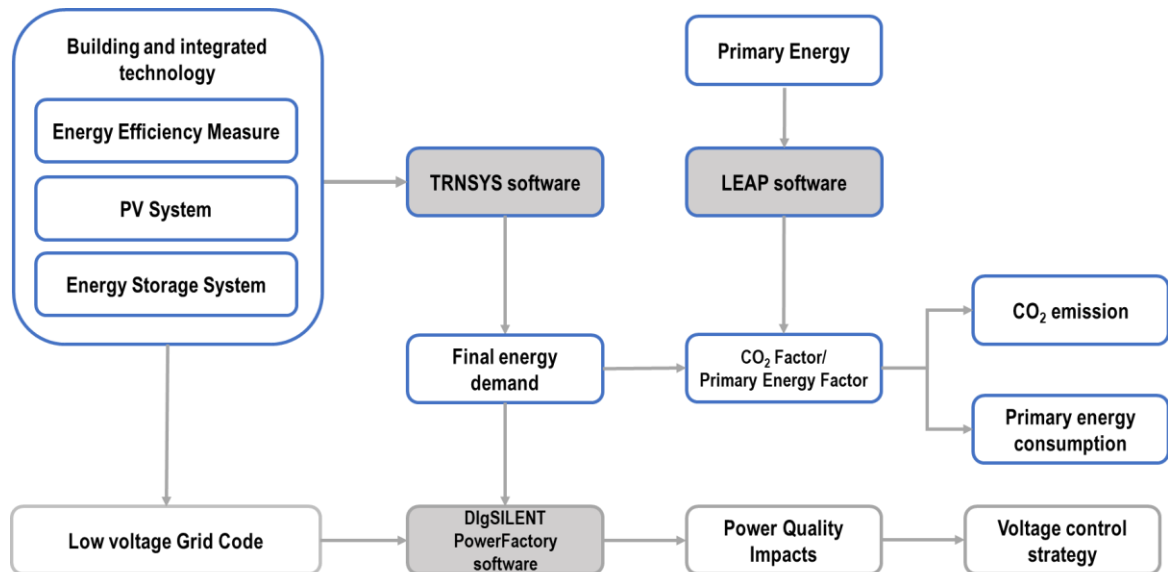 Building and integrated
technology
Energy Efficiency Measure
PV System
Energy Storage System
Primary Energy
TRNSYS software
LEAP software
Final energy
demand
CO₂ Factor/
Primary Energy Factor
CO₂ emission
Primary energy
consumption
Low voltage Grid Code
DIgSILENT
PowerFactory
software
Power Quality
Impacts
Voltage control
strategy